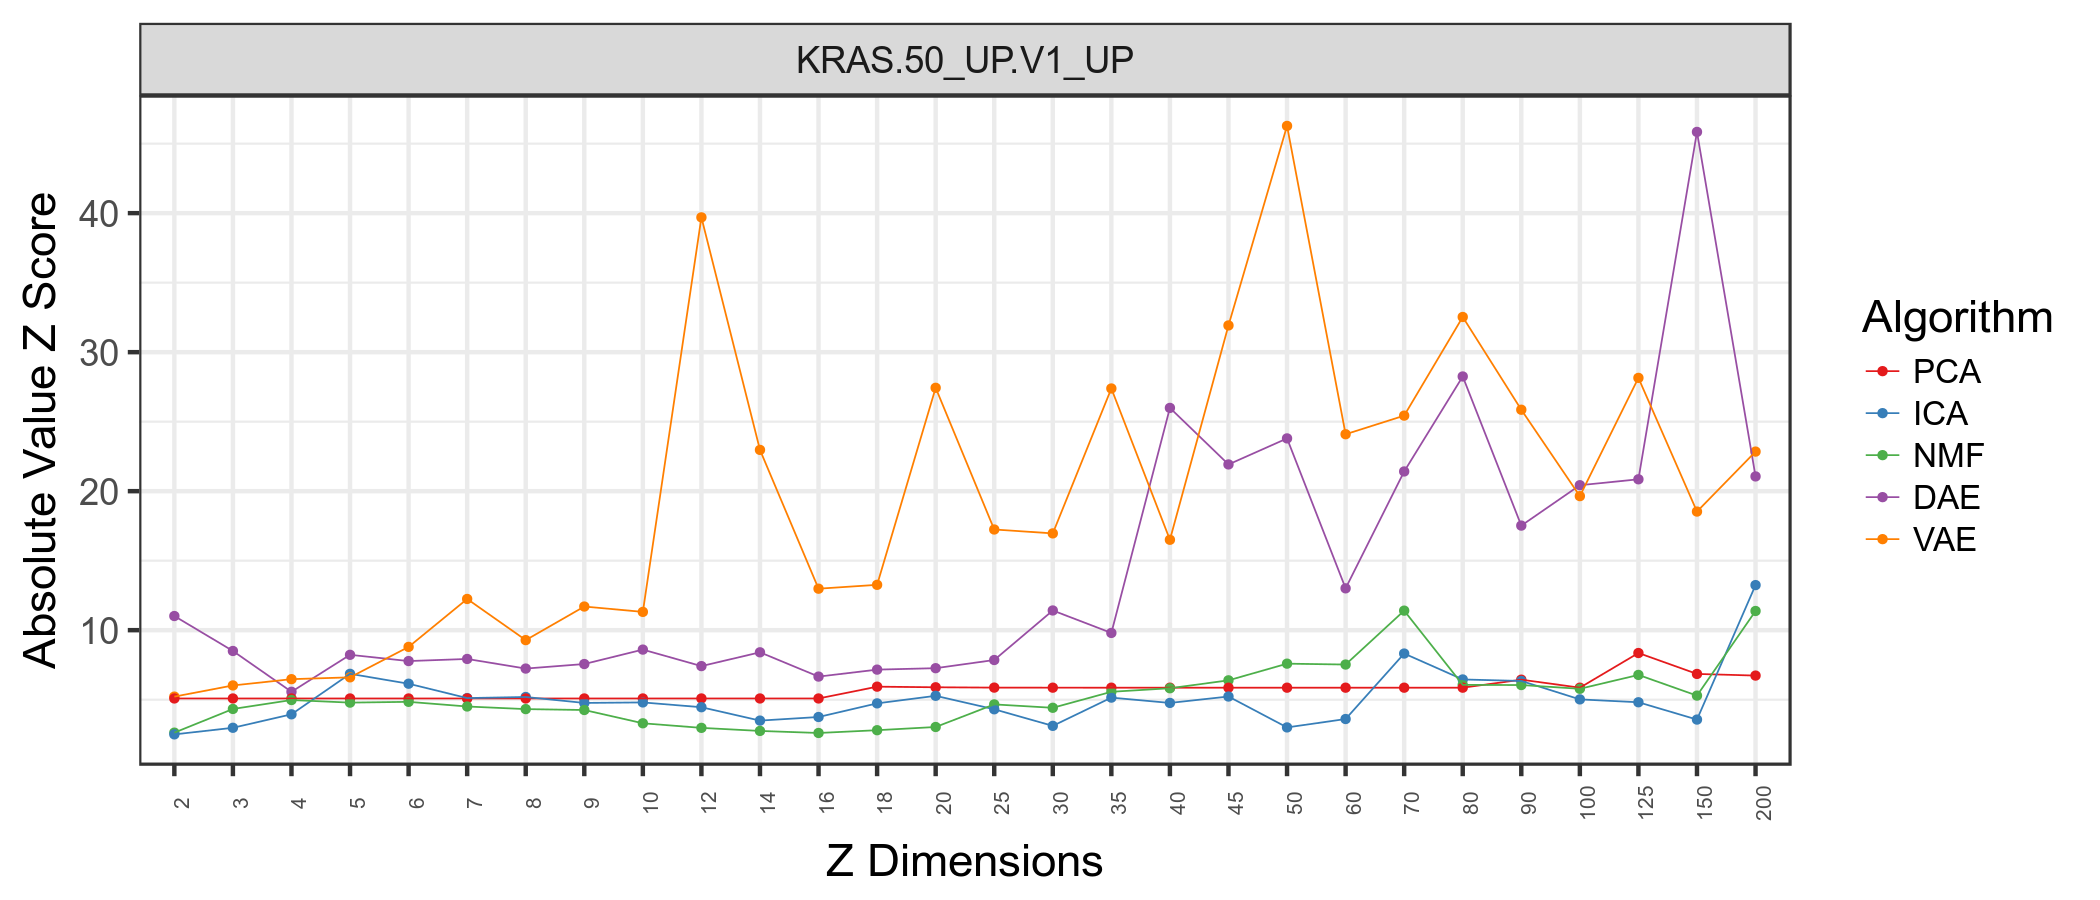 KRAS.50_UP.V1_UP
Absolute Value Z Score
40
30
20
10
2 3 4 5 6 7 8 9 10 12 14 16 18 20 25 30 35 40 45 50 60 70 80 90 100 125 150 200
Z Dimensions
Algorithm
PCA
ICA
NMF
DAE
VAE